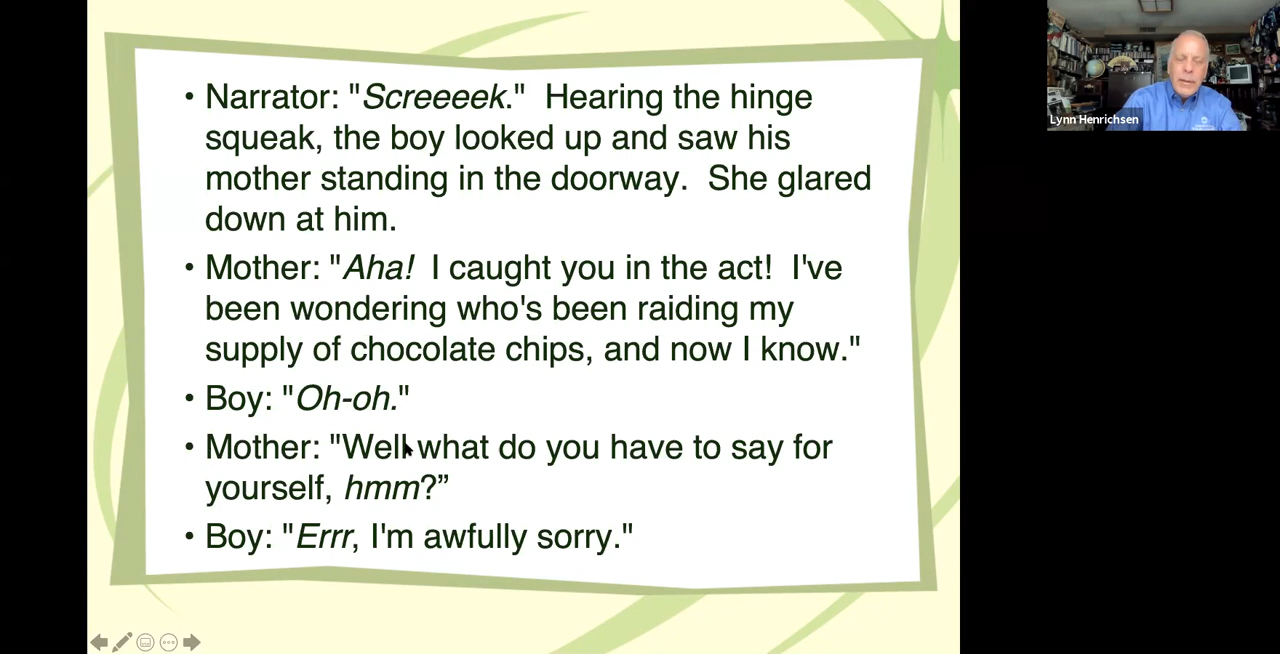 • Narrator: "Screeeek."  Hearing the hinge
squeak, the boy looked up and saw his
mother standing in the doorway.  She glared
down at him.
• Mother: "Aha!  I caught you in the act!  I've
been wondering who's been raiding my
supply of chocolate chips, and now I know."
• Boy: "Oh-oh."
• Mother: "Well what do you have to say for
yourself, hmm?”
• Boy: "Errr, I'm awfully sorry."
Lynn Henrichsen